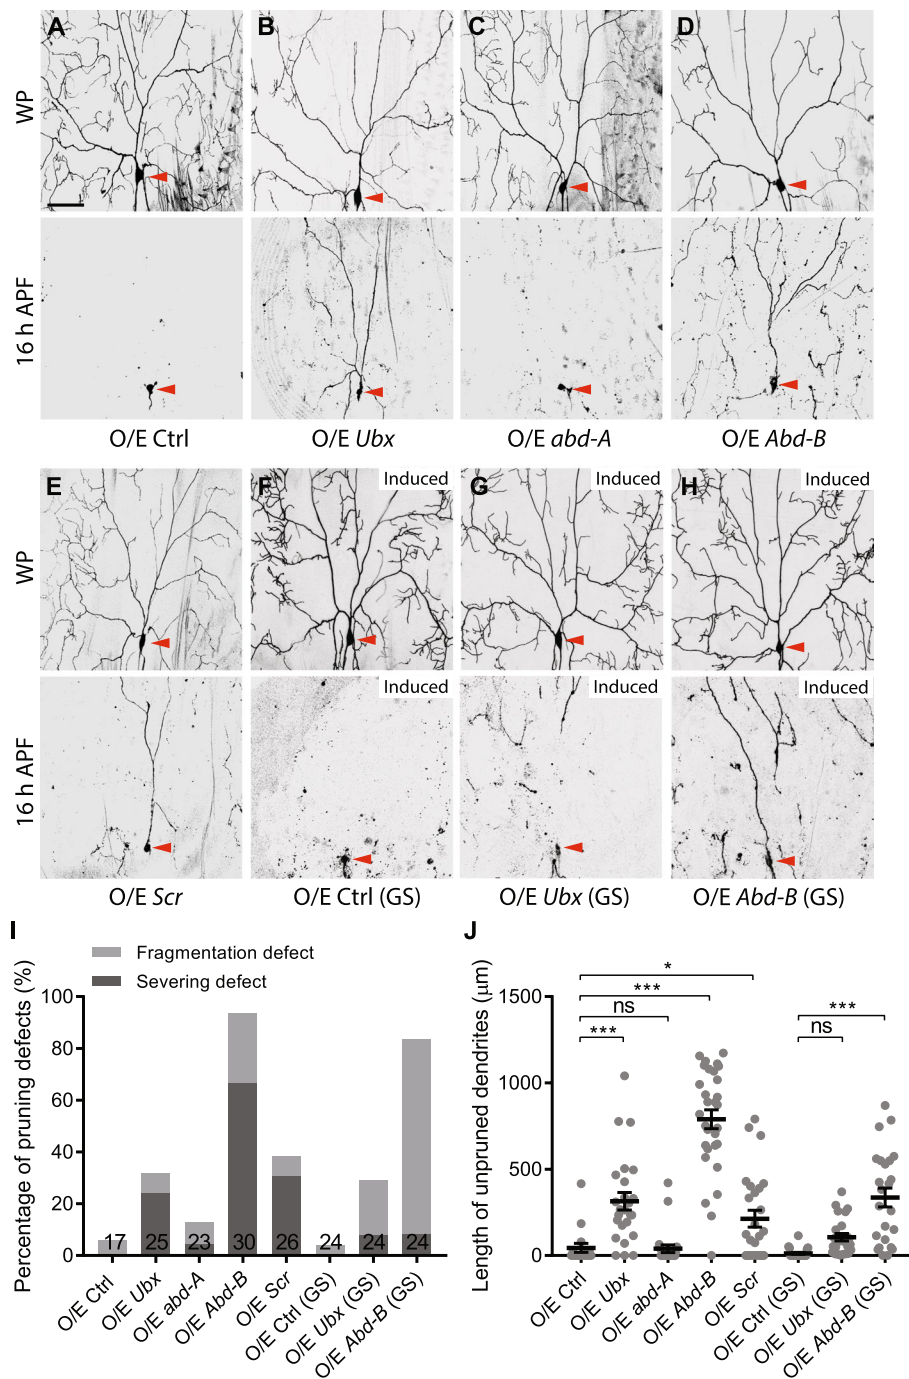 A
B
C
D
WP
16 h APF
O/E Ctrl
O/E Ubx
O/E abd-A
O/E Abd-B
E
F
Induced
G
Induced
H
Induced
WP
Induced
Induced
Induced
16 h APF
O/E Scr
O/E Ctrl (GS)
O/E Ubx (GS)
O/E Abd-B (GS)
I
Fragmentation defect
Severing defect
Percentage of pruning defects (%)
100
80
60
40
20
0
17
25
23
30
26
24
24
24
O/E Ctrl
O/E Ubx
O/E abd-A
O/E Abd-B
O/E Scr
O/E Ctrl (GS)
O/E Ubx (GS)
O/E Abd-B (GS)
J
Length of unpruned dendrites (μm)
1500
1000
500
0
*
***
ns
***
***
ns
O/E Ctrl
O/E Ubx
O/E abd-A
O/E Abd-B
O/E Scr
O/E Ctrl (GS)
O/E Ubx (GS)
O/E Abd-B (GS)